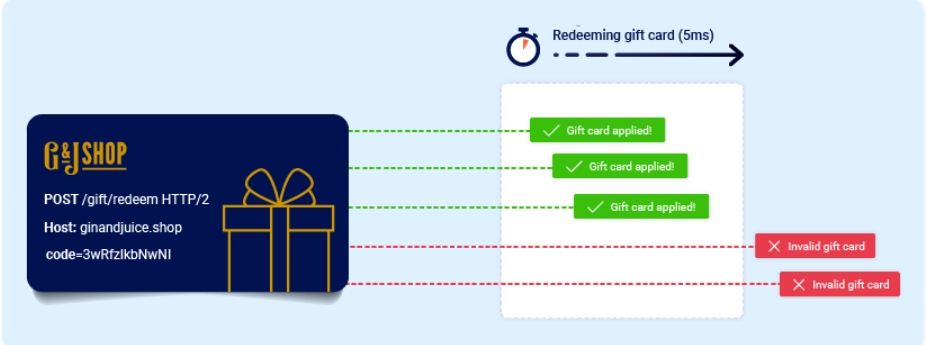 Redeeming gift card (5ms)
G&J SHOP
POST /gift/redeem HTTP/2
Host: ginandjuice.shop
code=3wRfzlkbNwNI
Gift card applied!
Gift card applied!
Gift card applied!
Invalid gift card
Invalid gift card